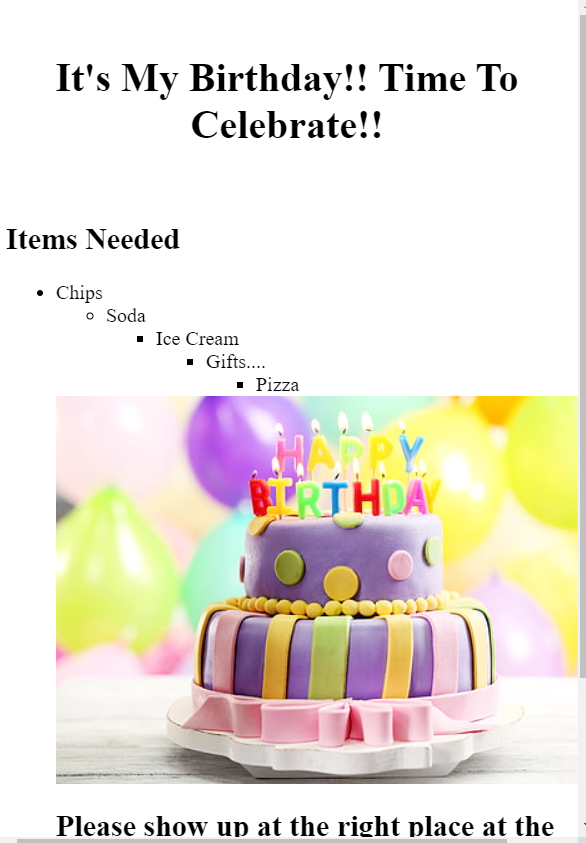 It's My Birthday!! Time To
Celebrate!!
Items Needed
Chips
Soda
Ice Cream
Gifts....
Pizza
HAPPY
BIRTHDAY
Please show up at the right place at the